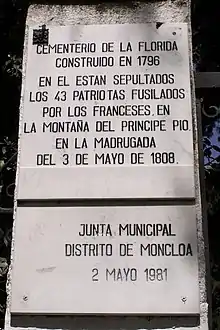 CEMENTERIO DE LA FLORIDA
CONSTRUIDO EN 1796
EN EL ESTAN SEPULTADOS
LOS 43 PATRIOTAS FUSILADOS
POR LOS FRANCESES, EN
LA MONTAÑA DEL PRINCIPE PIO
EN LA MADRUGADA
DEL 3 DE MAYO DE 1808.
JUNTA MUNICIPAL
DISTRITO DE MONCLOA
2 MAYO 1981